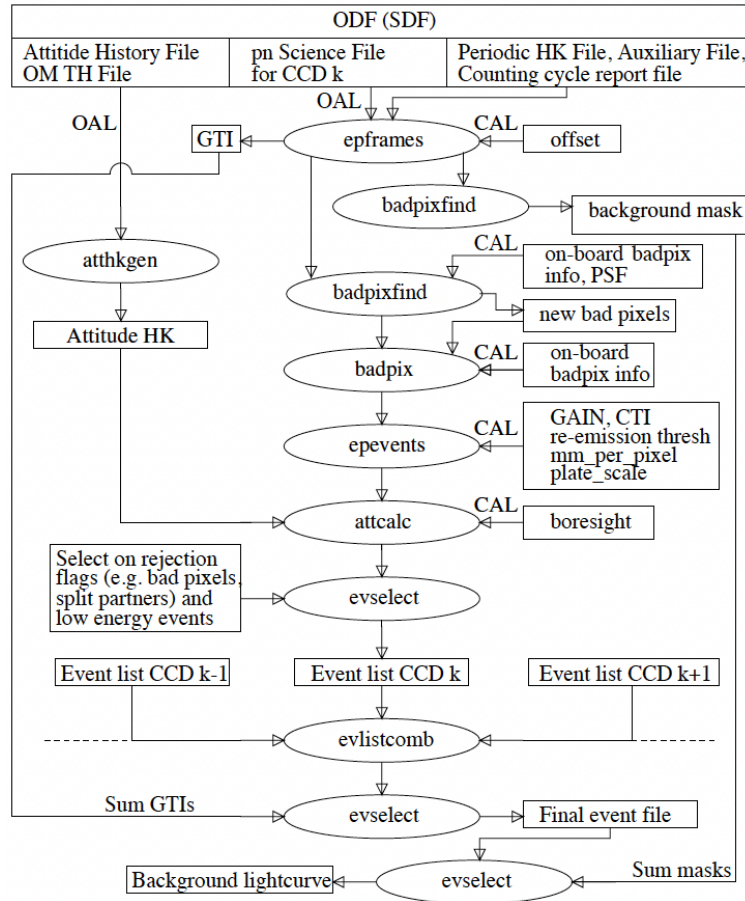 ODF (SDF)
Attitide History File
OM TH File
pn Science File
for CCD k
Periodic HK File, Auxiliary File,
Counting cycle report file
OAL
OAL
GTI
epframes
CAL
offset
badpixfind
background mask
atthkgen
CAL
on-board badpix
info, PSF
badpixfind
new bad pixels
Attitude HK
badpix
CAL
on-board
badpix info
epevents
CAL
GAIN, CTI
re-emission thresh
mm_per_pixel
plate_scale
attcalc
CAL
boresight
Select on rejection
flags (e.g. bad pixels,
split partners) and
low energy events
evselect
Event list CCD k-1
Event list CCD k
Event list CCD k+1
evlistcomb
Sum GTIs
evselect
Final event file
Background lightcurve
evselect
Sum masks